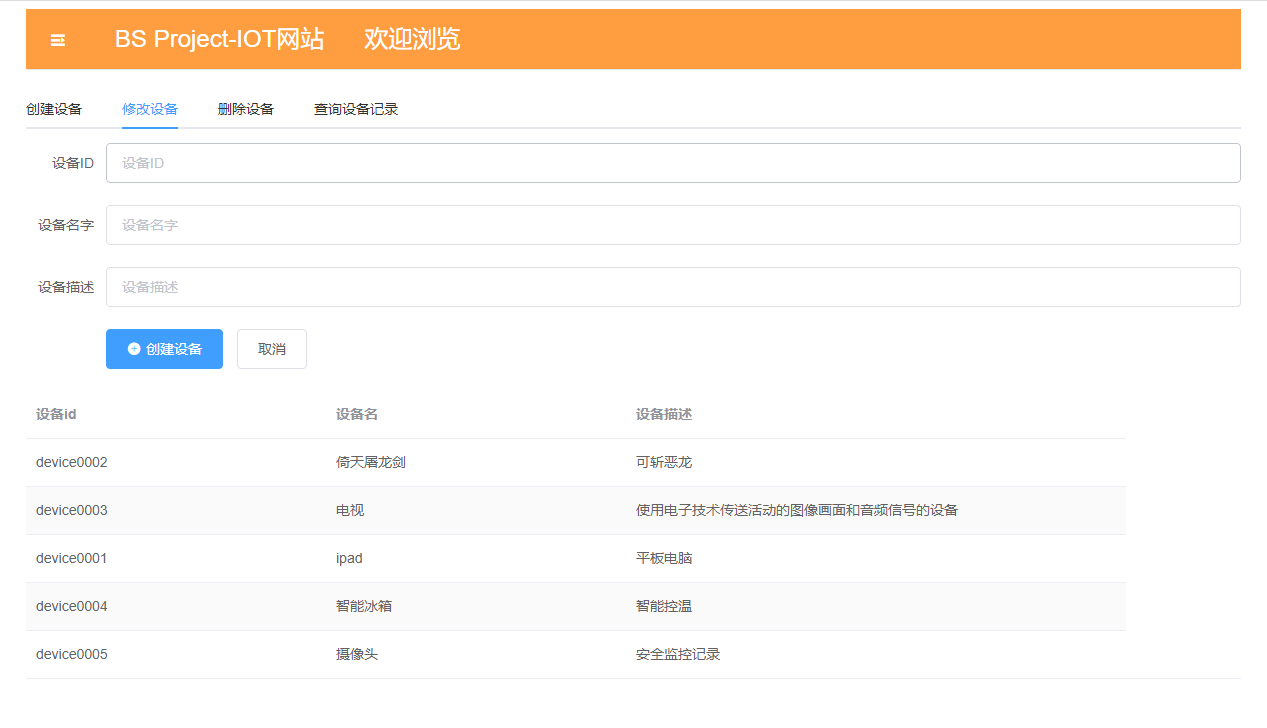 BS Project-IOT网站 欢迎浏览
创建设备 修改设备 删除设备 查询设备记录
设备ID 设备ID
设备名字 设备名字
设备描述 设备描述
创建设备 取消
设备id 设备名 设备描述
device0002 倚天屠龙剑 可斩恶龙
device0003 电视 使用电子技术传送活动的图像画面和音频信号的设备
device0001 ipad 平板电脑
device0004 智能冰箱 智能控温
device0005 摄像头 安全监控记录